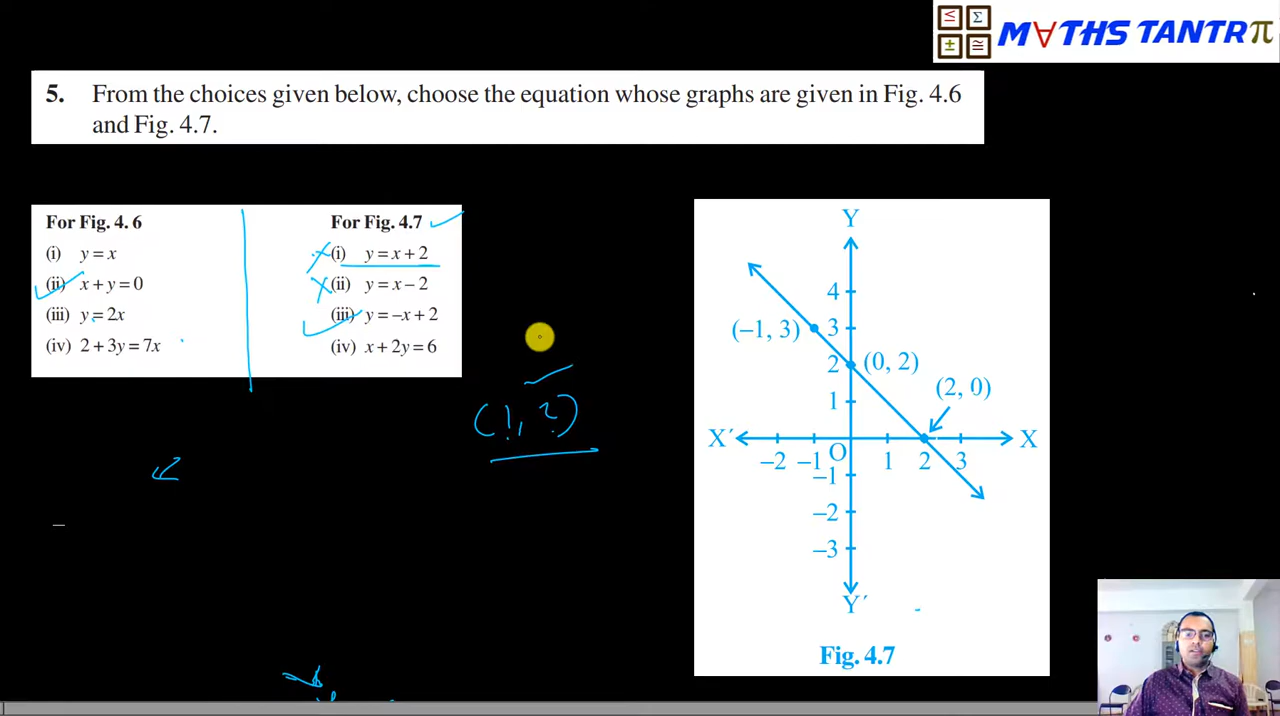 M∀THS TANTRπ
≤ Σ
± ≅
5. From the choices given below, choose the equation whose graphs are given in Fig. 4.6
and Fig. 4.7.
For Fig. 4. 6
(i) y = x
(ii) x + y = 0
(iii) y = 2x
(iv) 2 + 3y = 7x
For Fig. 4.7
(i) y = x + 2
(ii) y = x – 2
(iii) y = –x + 2
(iv) x + 2y = 6
Y
4
(–1, 3) 3
2 (0, 2)
(2, 0)
1
X′ O X
–2 –1 1 2 3
–1
–2
–3
Y′
Fig. 4.7